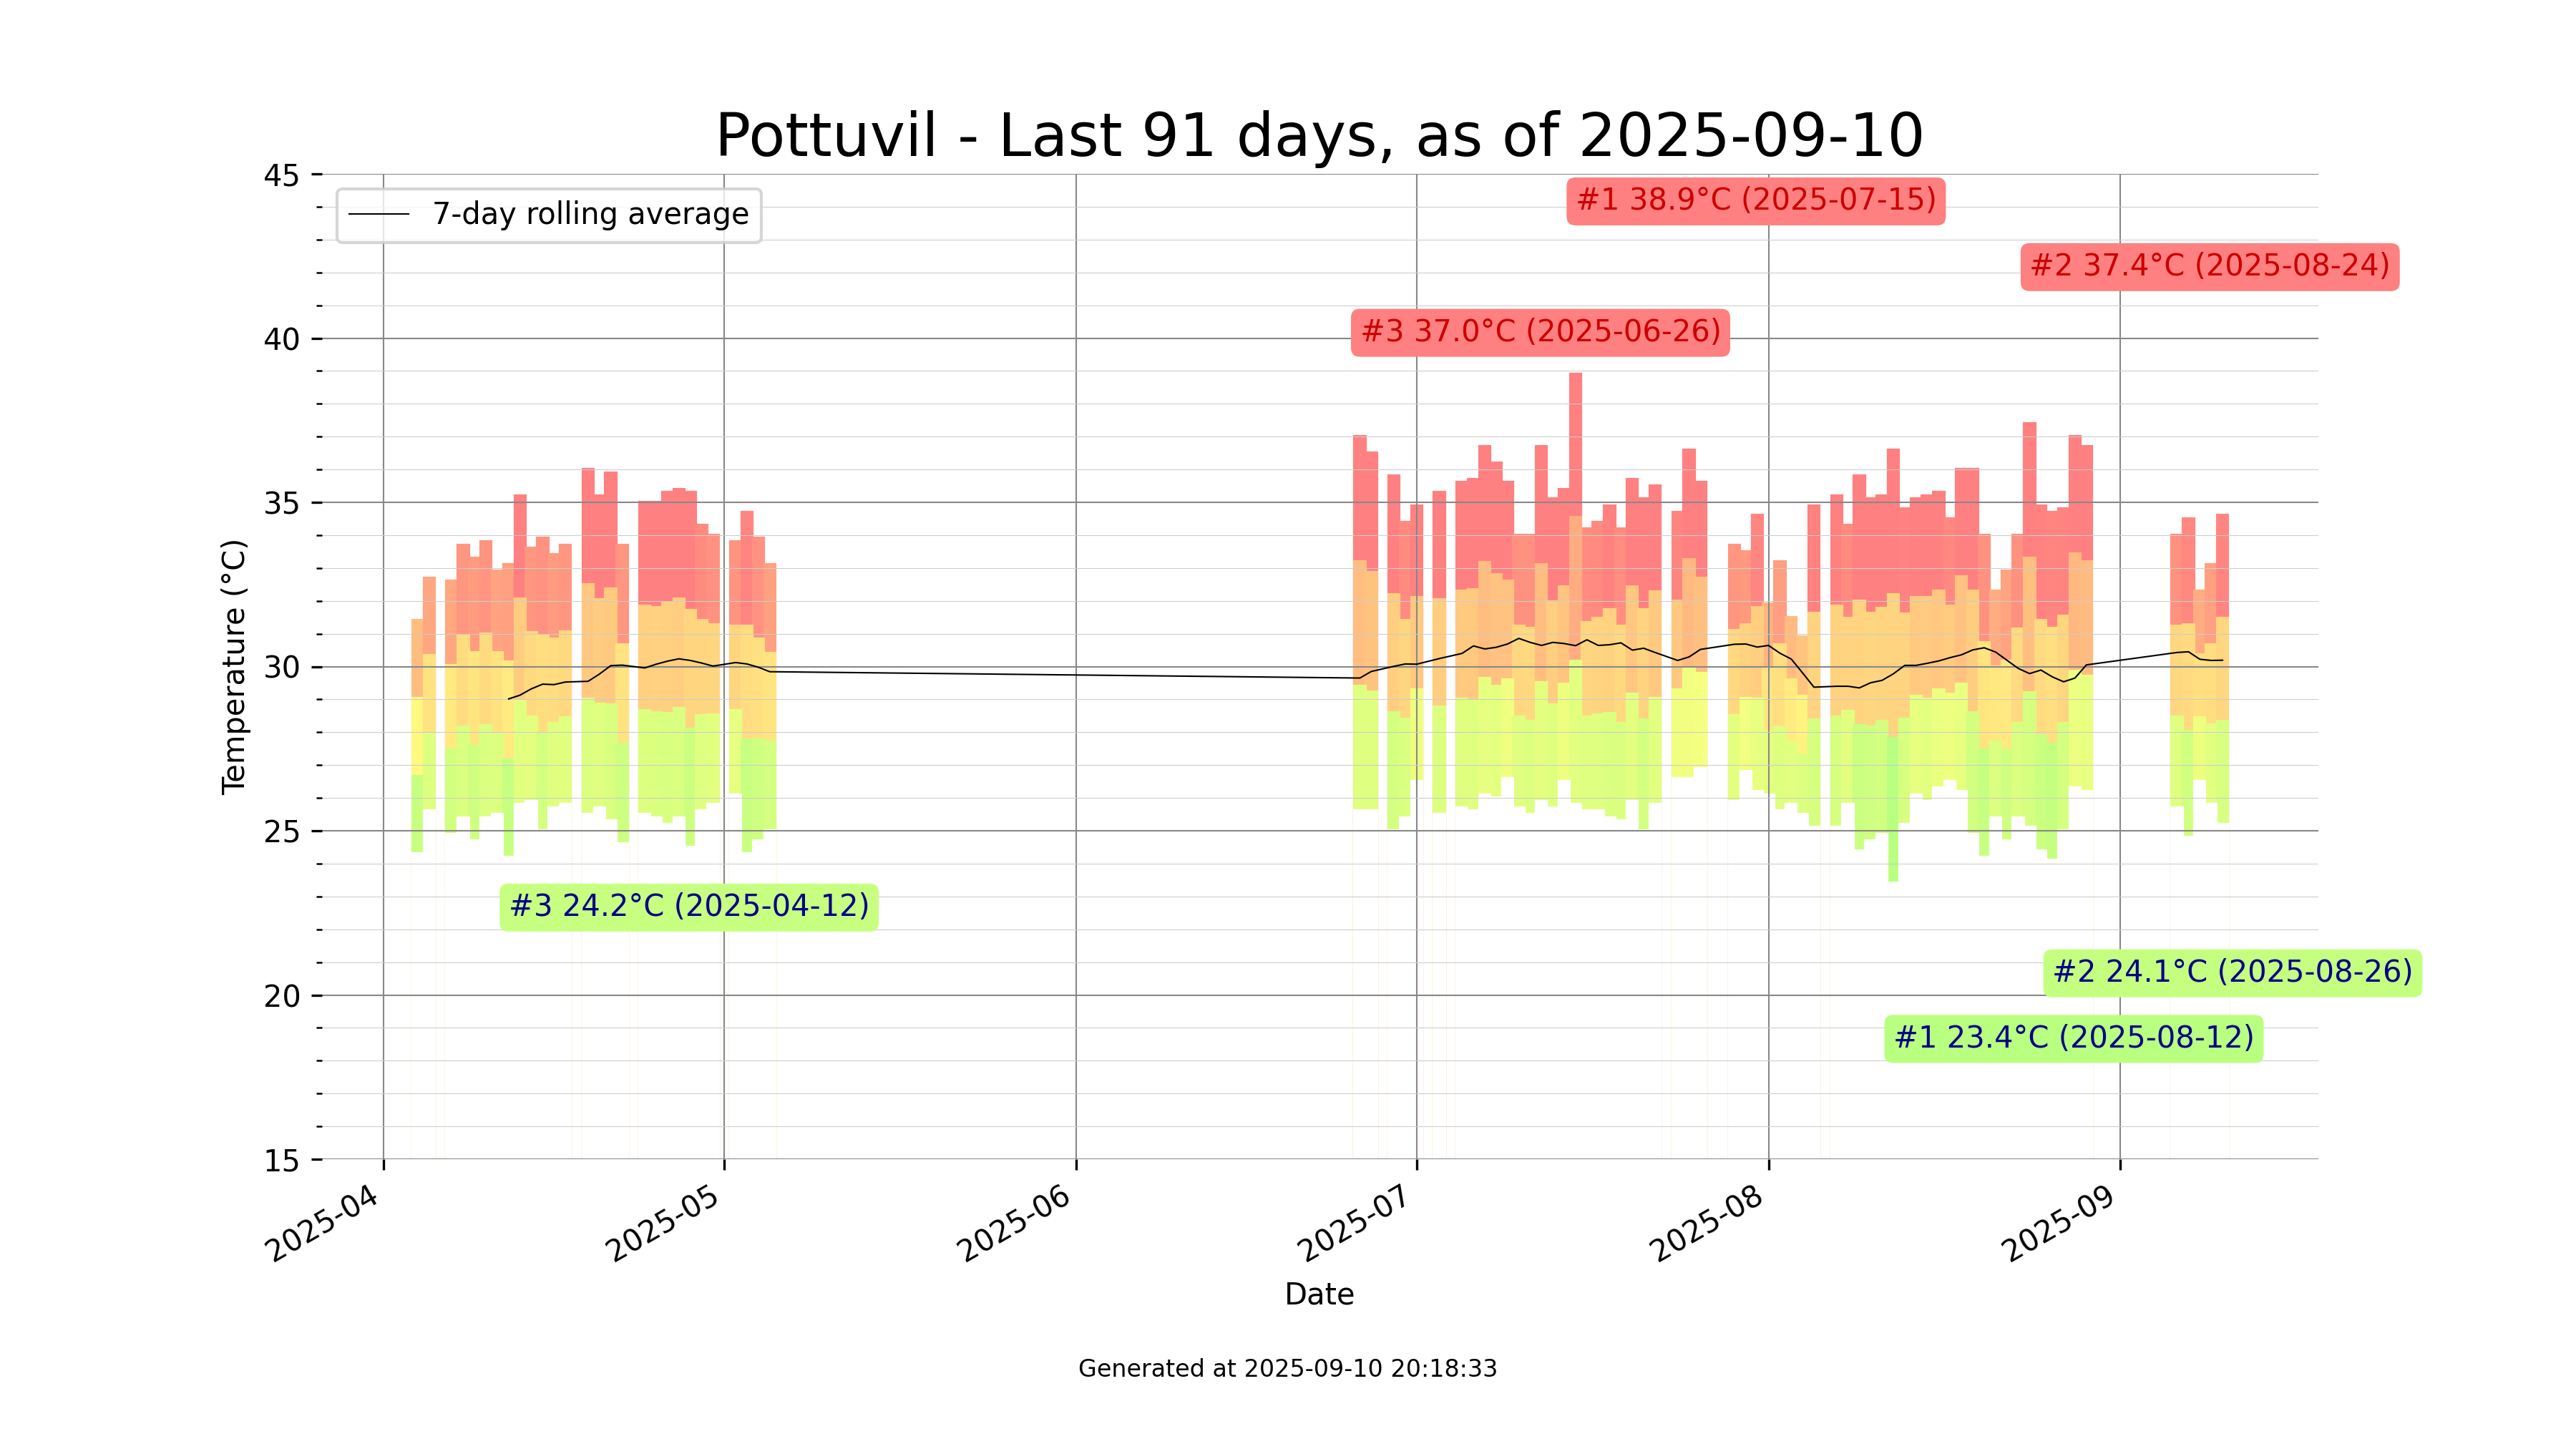 Pottuvil - Last 91 days, as of 2025-09-10
45
7-day rolling average
#1 38.9°C (2025-07-15)
#2 37.4°C (2025-08-24)
#3 37.0°C (2025-06-26)
40
35
30
25
20
15
Temperature (°C)
#3 24.2°C (2025-04-12)
#2 24.1°C (2025-08-26)
#1 23.4°C (2025-08-12)
2025-04
2025-05
2025-06
2025-07
2025-08
2025-09
Date
Generated at 2025-09-10 20:18:33